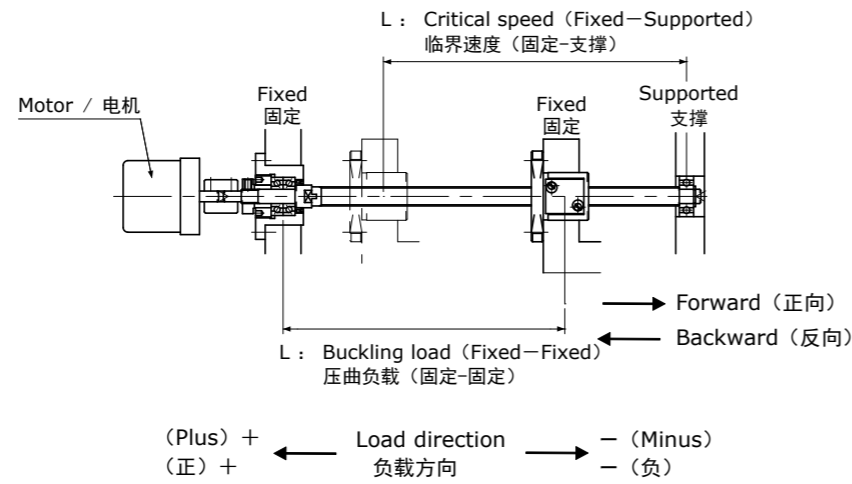 L： Critical speed（Fixed－Supported）
临界速度（固定-支撑）
Motor / 电机
Fixed
固定
Fixed
固定
Supported
支撑
Forward（正向）
Backward（反向）
L： Buckling load（Fixed－Fixed）
压曲负载（固定-固定）
（Plus）＋
（正）＋
Load direction
负载方向
－（Minus）
－（负）